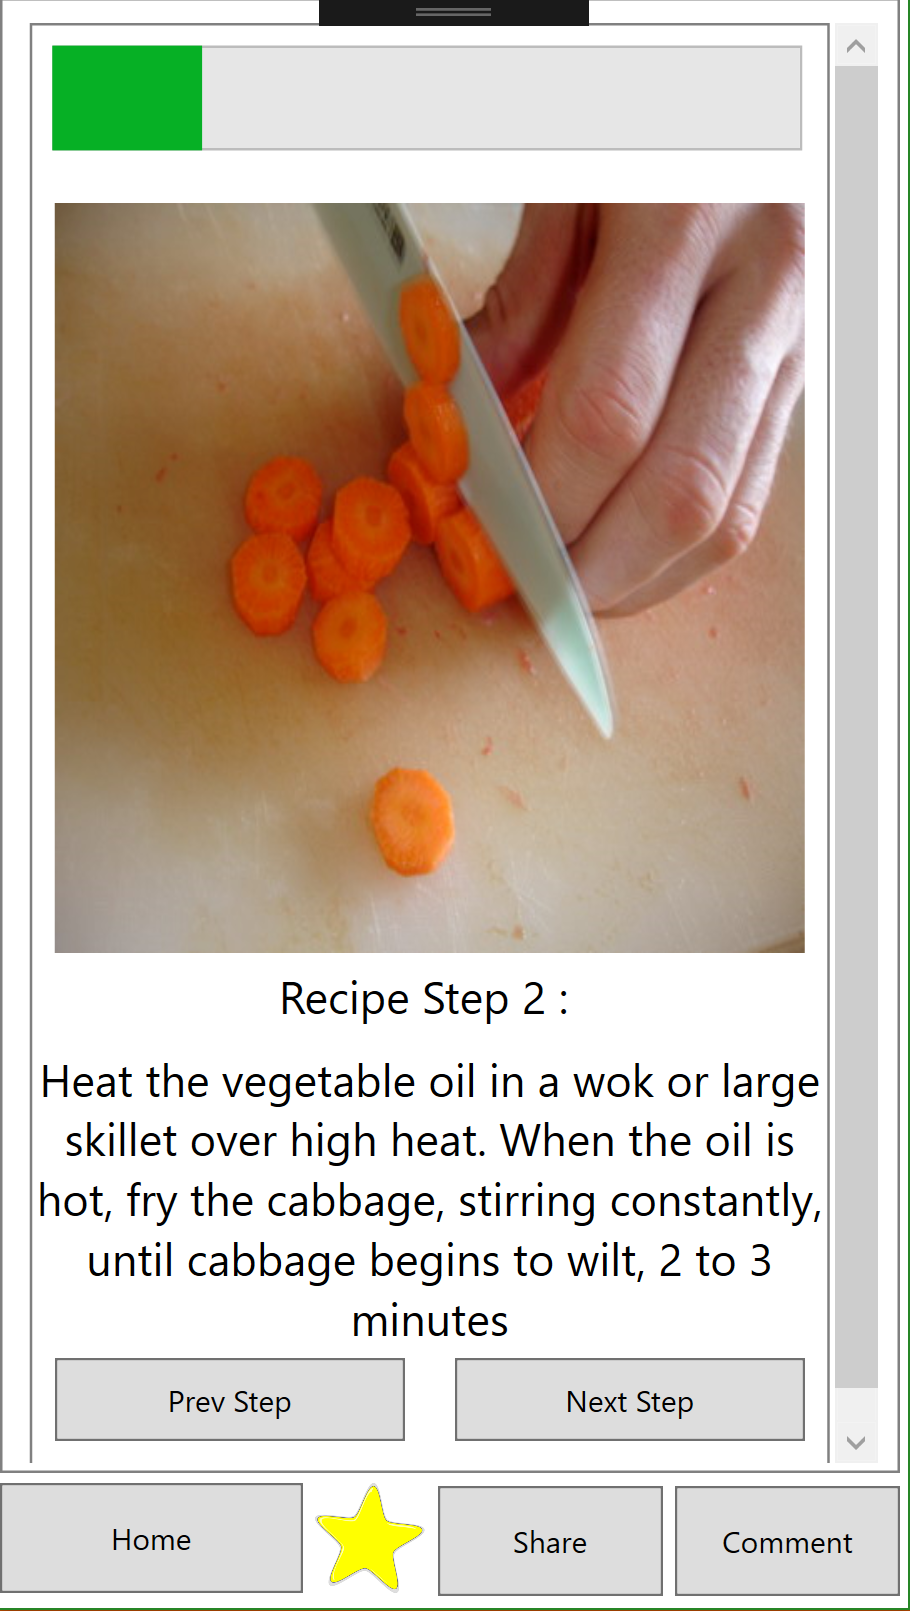 Recipe Step 2 :
Heat the vegetable oil in a wok or large
skillet over high heat. When the oil is
hot, fry the cabbage, stirring constantly,
until cabbage begins to wilt, 2 to 3
minutes
Prev Step
Next Step
Home
Share
Comment